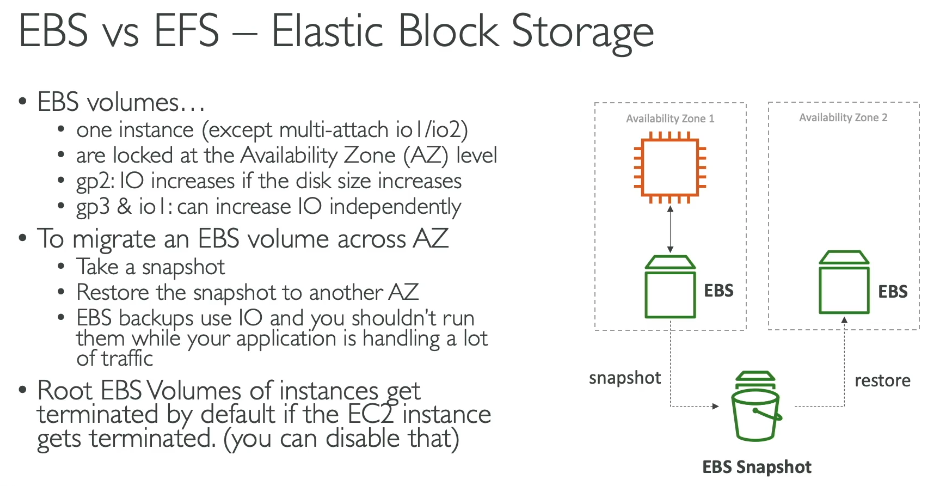 EBS vs EFS – Elastic Block Storage
• EBS volumes…
• one instance (except multi-attach io1/io2)
• are locked at the Availability Zone (AZ) level
• gp2: IO increases if the disk size increases
• gp3 & io1: can increase IO independently
• To migrate an EBS volume across AZ
• Take a snapshot
• Restore the snapshot to another AZ
• EBS backups use IO and you shouldn’t run
them while your application is handling a lot
of traffic
• Root EBS Volumes of instances get
terminated by default if the EC2 instance
gets terminated. (you can disable that)
Availability Zone 1
Availability Zone 2
EBS
EBS
snapshot
restore
EBS Snapshot